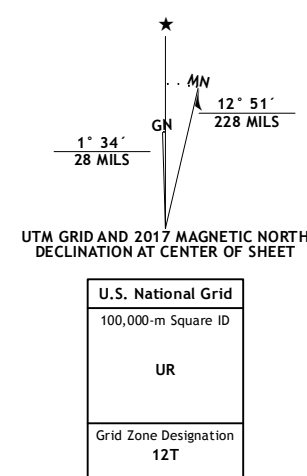 ★
MN
GN
12° 51´
228 MILS
1° 34´
28 MILS
UTM GRID AND 2017 MAGNETIC NORTH
DECLINATION AT CENTER OF SHEET
U.S. National Grid
100,000-m Square ID
UR
Grid Zone Designation
12T